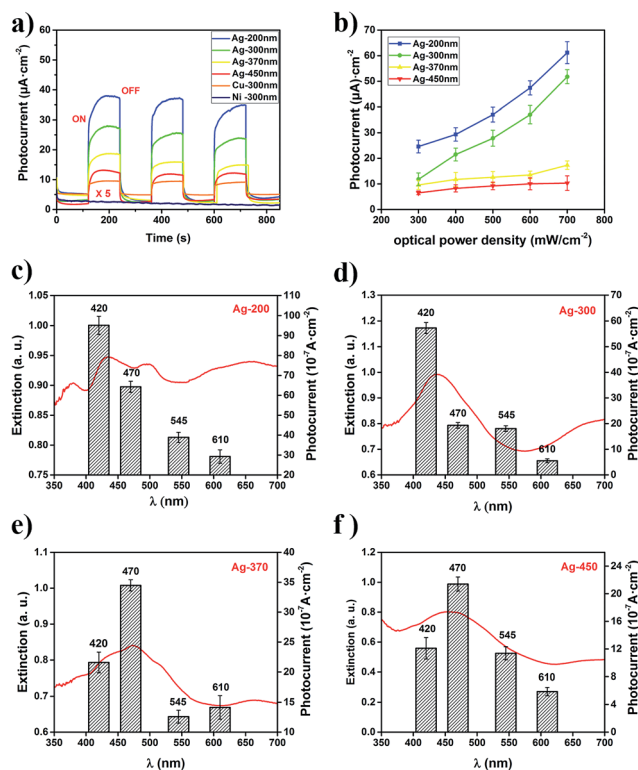 a)
Photocurrent (μA·cm⁻²)
60
50
40
30
20
10
0
0
200
400
600
800
Time (s)
ON
OFF
X 5
Ag-200nm
Ag-300nm
Ag-370nm
Ag-450nm
Cu-300nm
Ni -300nm
b)
Photocurrent (μA)·cm⁻²)
70
60
50
40
30
20
10
0
200
300
400
500
600
700
800
optical power density (mW/cm⁻²)
Ag-200nm
Ag-300nm
Ag-370nm
Ag-450nm
c)
Extinction (a. u.)
1.05
1.00
0.95
0.90
0.85
0.80
0.75
350 400 450 500 550 600 650 700
λ (nm)
110
100
90
80
70
60
50
40
30
20
Photocurrent (10⁻⁷A·cm⁻²)
Ag-200
420
470
545
610
d)
Extinction (a. u.)
1.3
1.2
1.1
1.0
0.9
0.8
0.7
0.6
350 400 450 500 550 600 650 700
λ (nm)
70
60
50
40
30
20
10
0
Photocurrent (10⁻⁷A·cm⁻²)
Ag-300
420
470
545
610
e)
Extinction (a. u.)
1.1
1.0
0.9
0.8
0.7
0.6
350 400 450 500 550 600 650 700
λ (nm)
40
35
30
25
20
15
10
Photocurrent (10⁻⁷A·cm⁻²)
Ag-370
420
470
545
610
f)
Extinction (a. u.)
1.2
1.0
0.8
0.6
0.4
0.2
0.0
350 400 450 500 550 600 650 700
λ (nm)
24
20
16
12
8
4
0
Photocurrent (10⁻⁷A·cm⁻²)
Ag-450
420
470
545
610